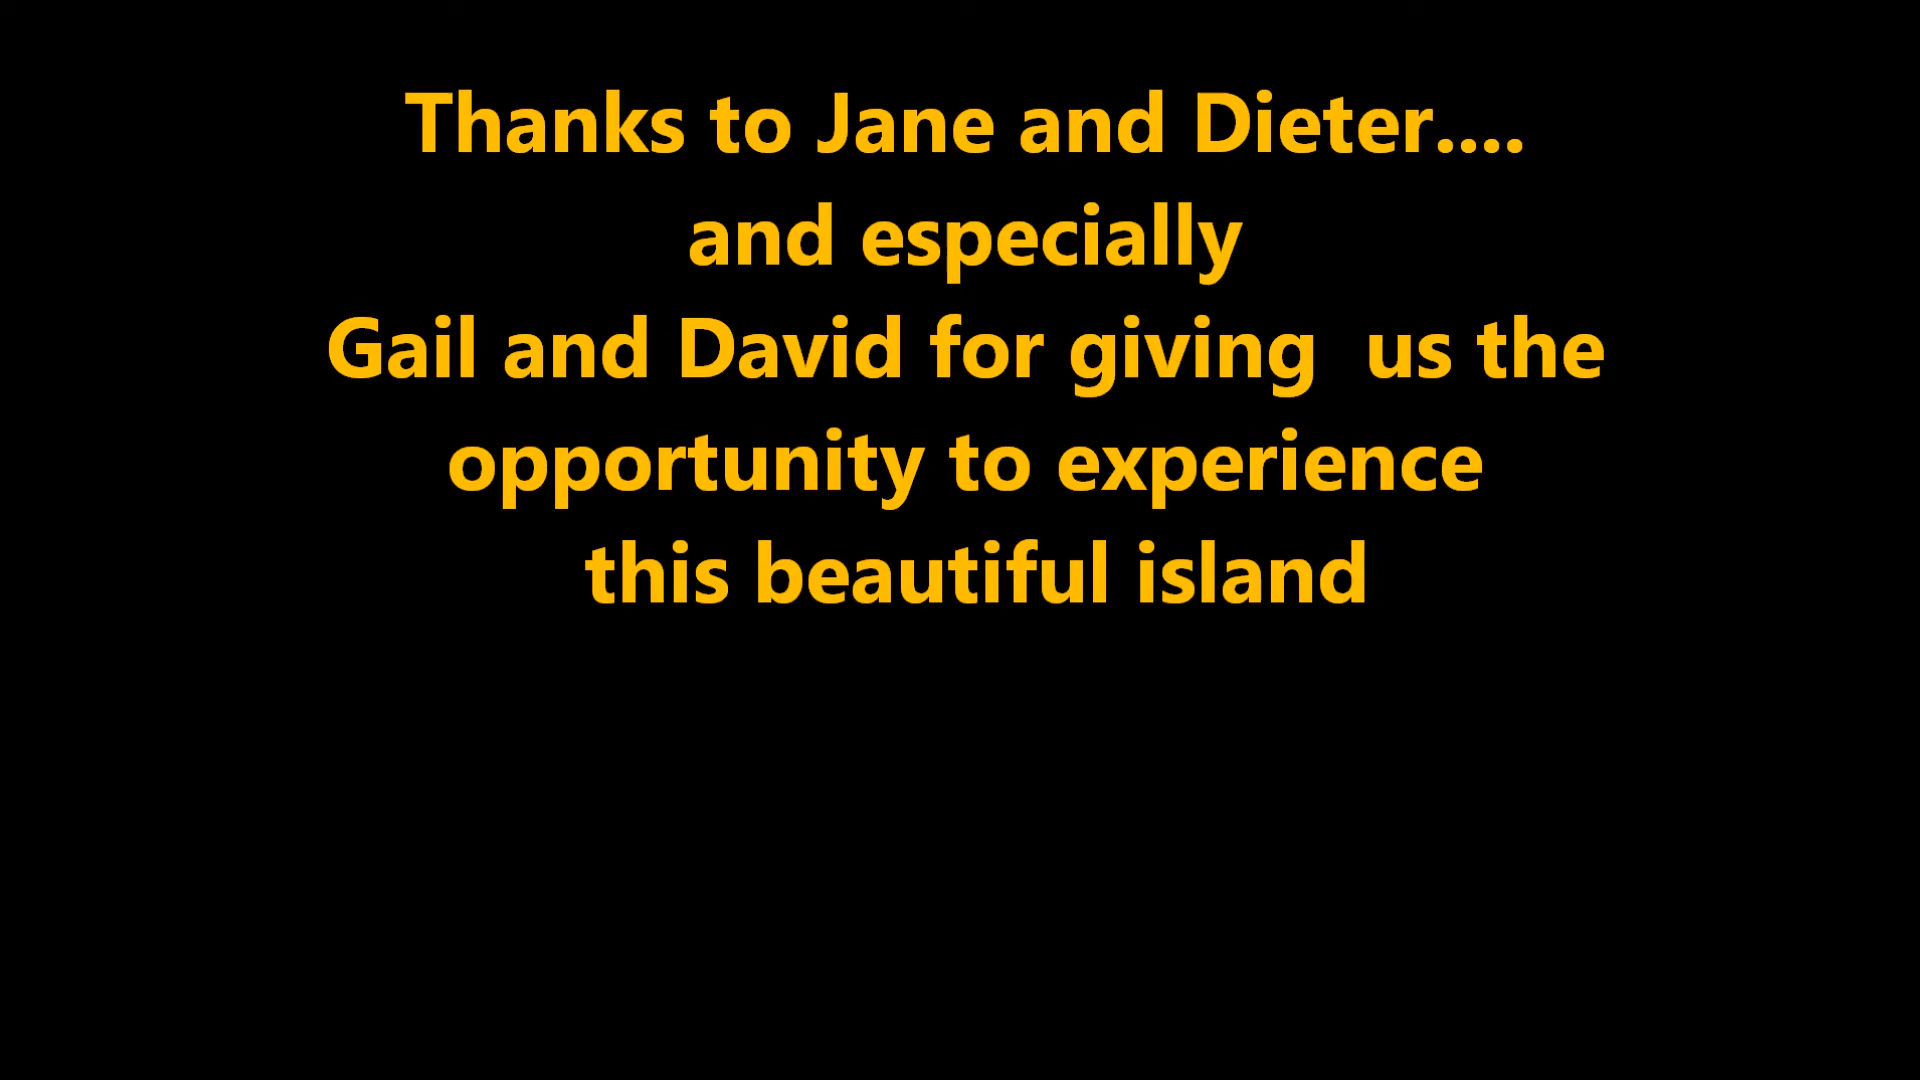 Thanks to Jane and Dieter....
and especially
Gail and David for giving  us the
opportunity to experience
this beautiful island